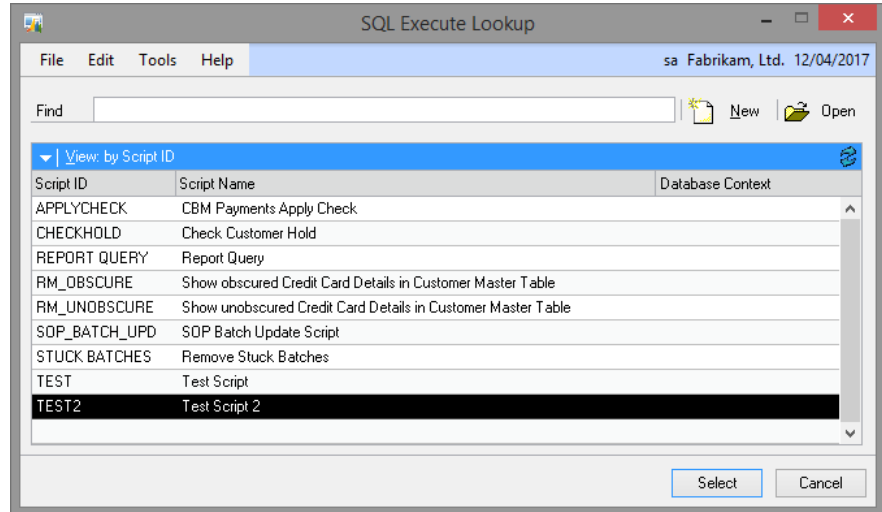 SQL Execute Lookup
File Edit Tools Help sa Fabrikam, Ltd. 12/04/2017
Find New Open
View: by Script ID
Script ID Script Name Database Context
APPLYCHECK CBM Payments Apply Check
CHECKHOLD Check Customer Hold
REPORT QUERY Report Query
RM_OBSCURE Show obscured Credit Card Details in Customer Master Table
RM_UNOBSCURE Show unobscured Credit Card Details in Customer Master Table
SOP_BATCH_UPD SOP Batch Update Script
STUCK BATCHES Remove Stuck Batches
TEST Test Script
TEST2 Test Script 2
Select Cancel